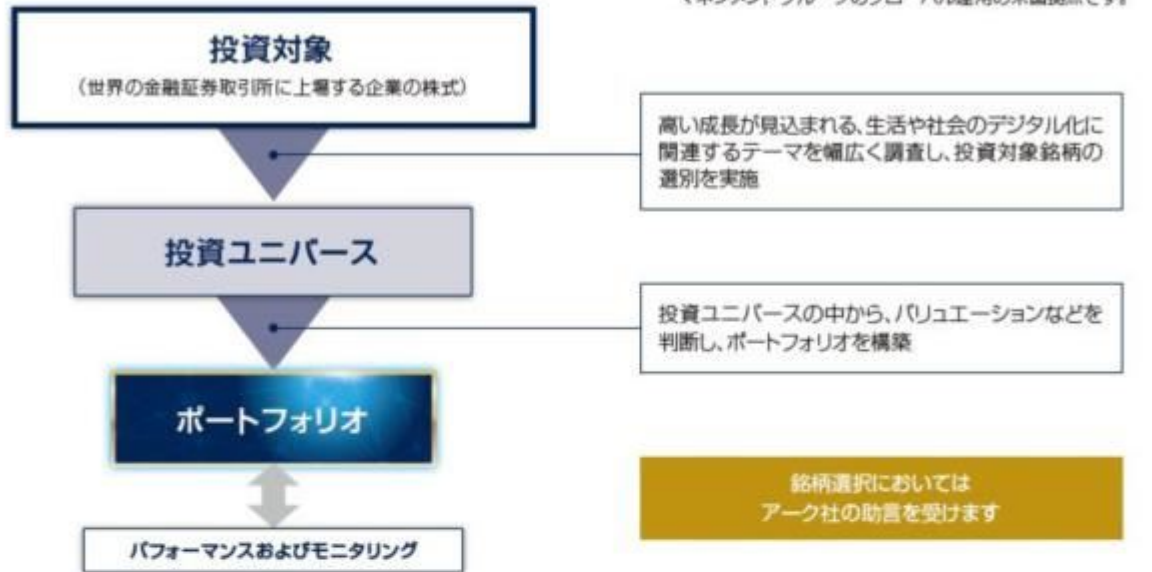 投資対象
（世界の金融証券取引所に上場する企業の株式）
高い成長が見込まれる、生活や社会のデジタル化に
関連するテーマを幅広く調査し、投資対象銘柄の
選別を実施
投資ユニバース
投資ユニバースの中から、バリュエーションなどを
判断し、ポートフォリオを構築
ポートフォリオ
銘柄選択においては
アーク社の助言を受けます
パフォーマンスおよびモニタリング